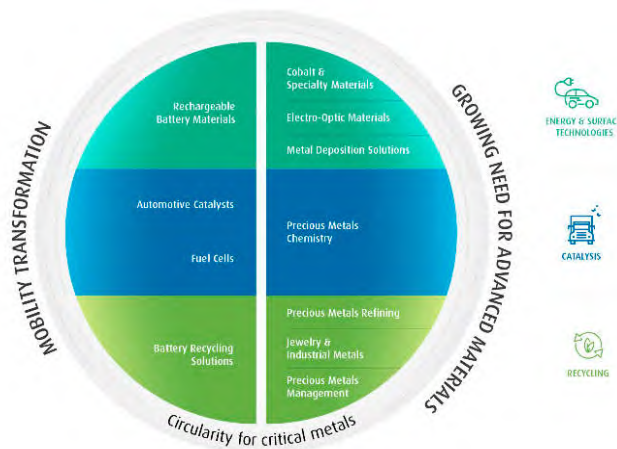 MOBILITY TRANSFORMATION
Rechargeable
Battery Materials
Automotive Catalysts
Fuel Cells
Battery Recycling
Solutions
Cobalt &
Specialty Materials
Electro-Optic Materials
Metal Deposition Solutions
Precious Metals
Chemistry
Precious Metals Refining
Jewelry &
Industrial Metals
Precious Metals
Management
GROWING NEED FOR ADVANCED MATERIALS
Circularity for critical metals
ENERGY & SURFAC
TECHNOLOGIES
CATALYSIS
RECYCLING